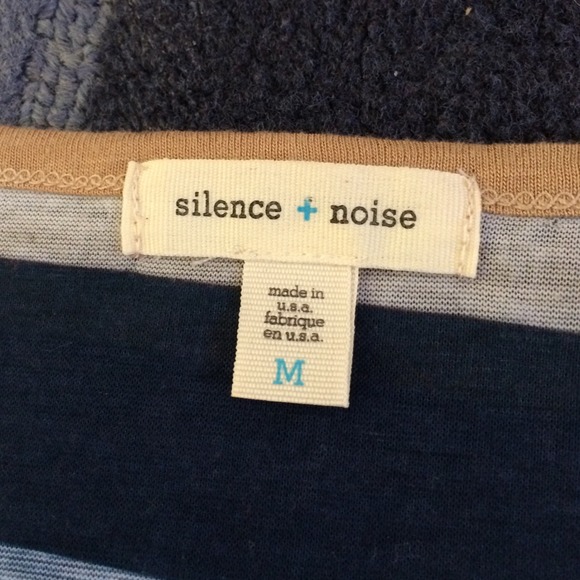 silence + noise
made in
u.s.a.
fabrique
en u.s.a.
M